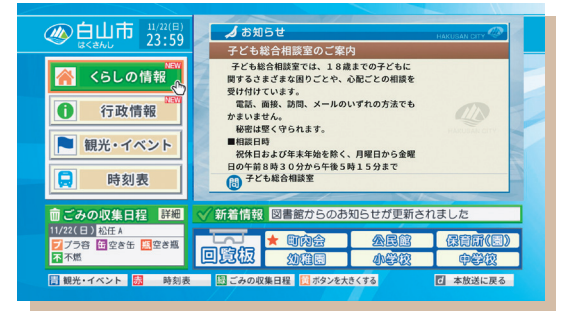 白山市
はくさんし
11/22(日)
23:59
お知らせ
HAKUSAN CITY
子ども総合相談室のご案内
子ども総合相談室では、１８歳までの子どもに
関するさまざまな困りごとや、心配ごとの相談を
受け付けています。
電話、面接、訪問、メールのいずれの方法でも
かまいません。
秘密は堅く守られます。
■相談日時
祝休日および年末年始を除く、月曜日から金曜
日の午前８時３０分から午後５時１５分まで
問 子ども総合相談室
HAKUSAN CITY
NEW
くらしの情報
NEW
行政情報
観光・イベント
時刻表
ごみの収集日程 詳細
11/22(日) 松任A
プ プラ容 缶 空き缶 瓶 空き瓶
不 不燃
新着情報 図書館からのお知らせが更新されました
回覧板
★ 町内会 公民館 保育所(園)
幼稚園 小学校 中学校
青 観光・イベント 赤 時刻表 緑 ごみの収集日程 黄 ボタンを大きくする d 本放送に戻る